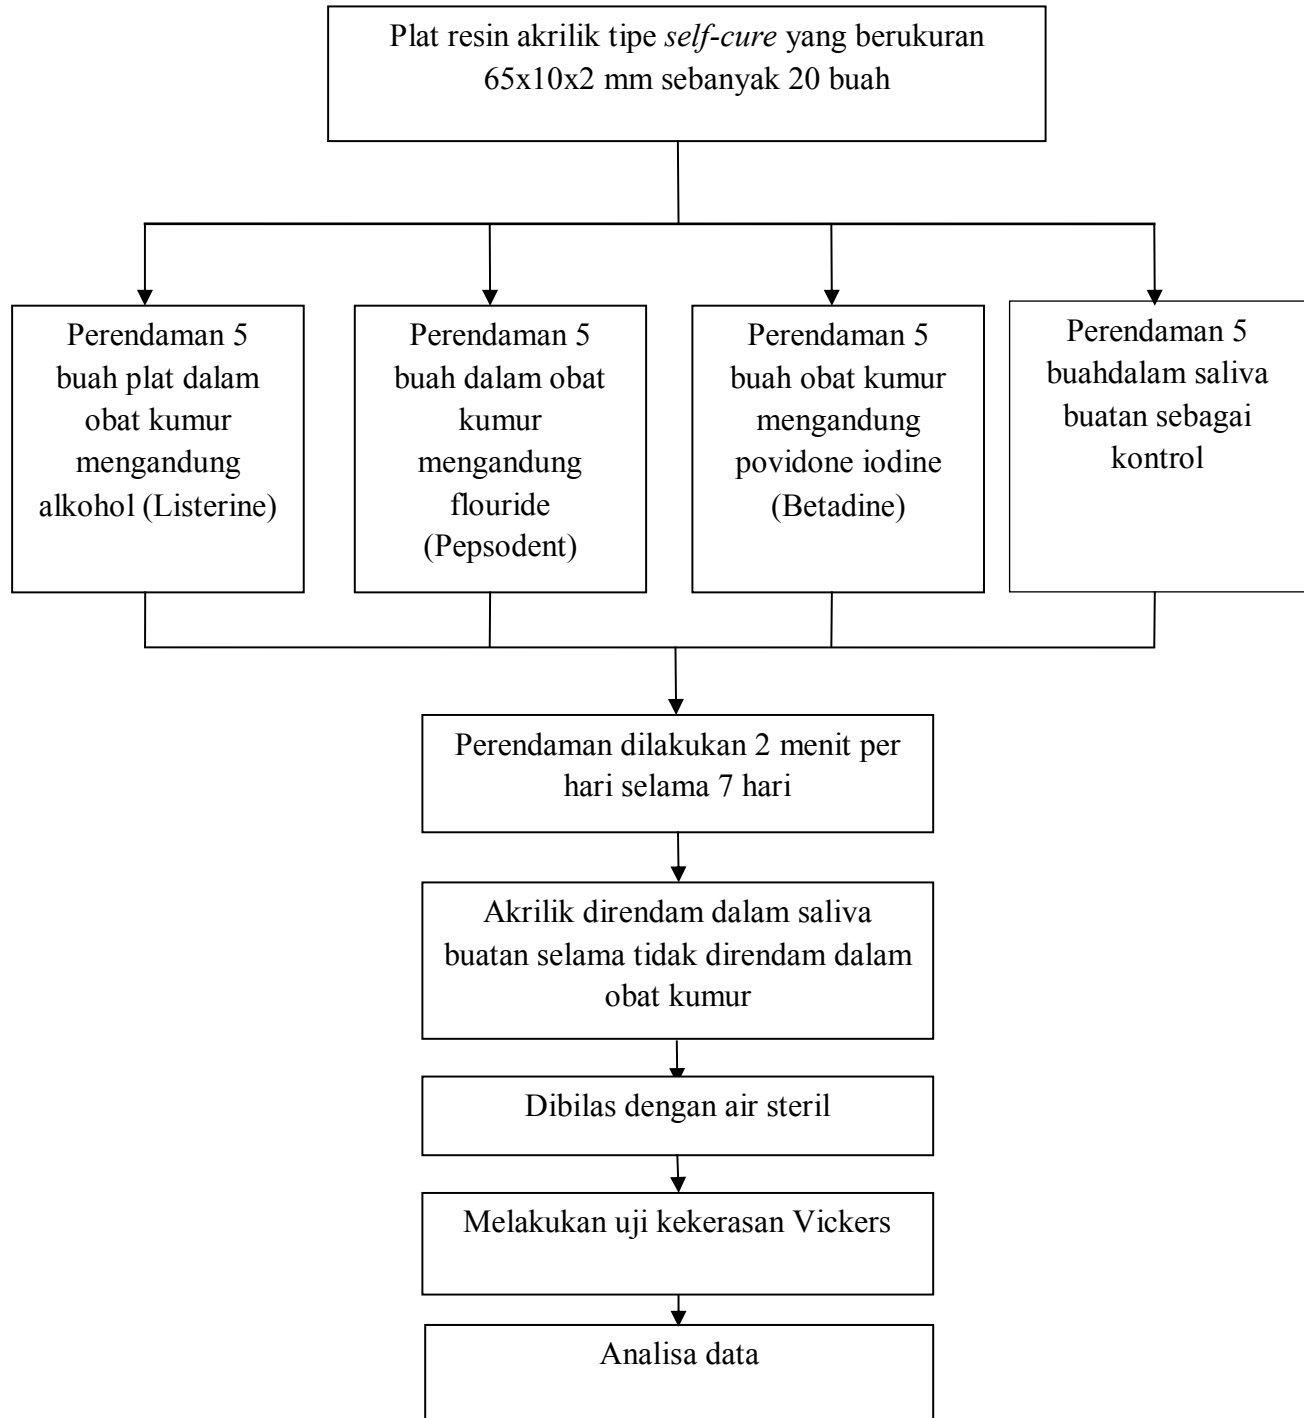 Plat resin akrilik tipe self-cure yang berukuran
65x10x2 mm sebanyak 20 buah
Perendaman 5
buah plat dalam
obat kumur
mengandung
alkohol (Listerine)
Perendaman 5
buah dalam obat
kumur
mengandung
flouride
(Pepsodent)
Perendaman 5
buah obat kumur
mengandung
povidone iodine
(Betadine)
Perendaman 5
buahdalam saliva
buatan sebagai
kontrol
Perendaman dilakukan 2 menit per
hari selama 7 hari
Akrilik direndam dalam saliva
buatan selama tidak direndam dalam
obat kumur
Dibilas dengan air steril
Melakukan uji kekerasan Vickers
Analisa data